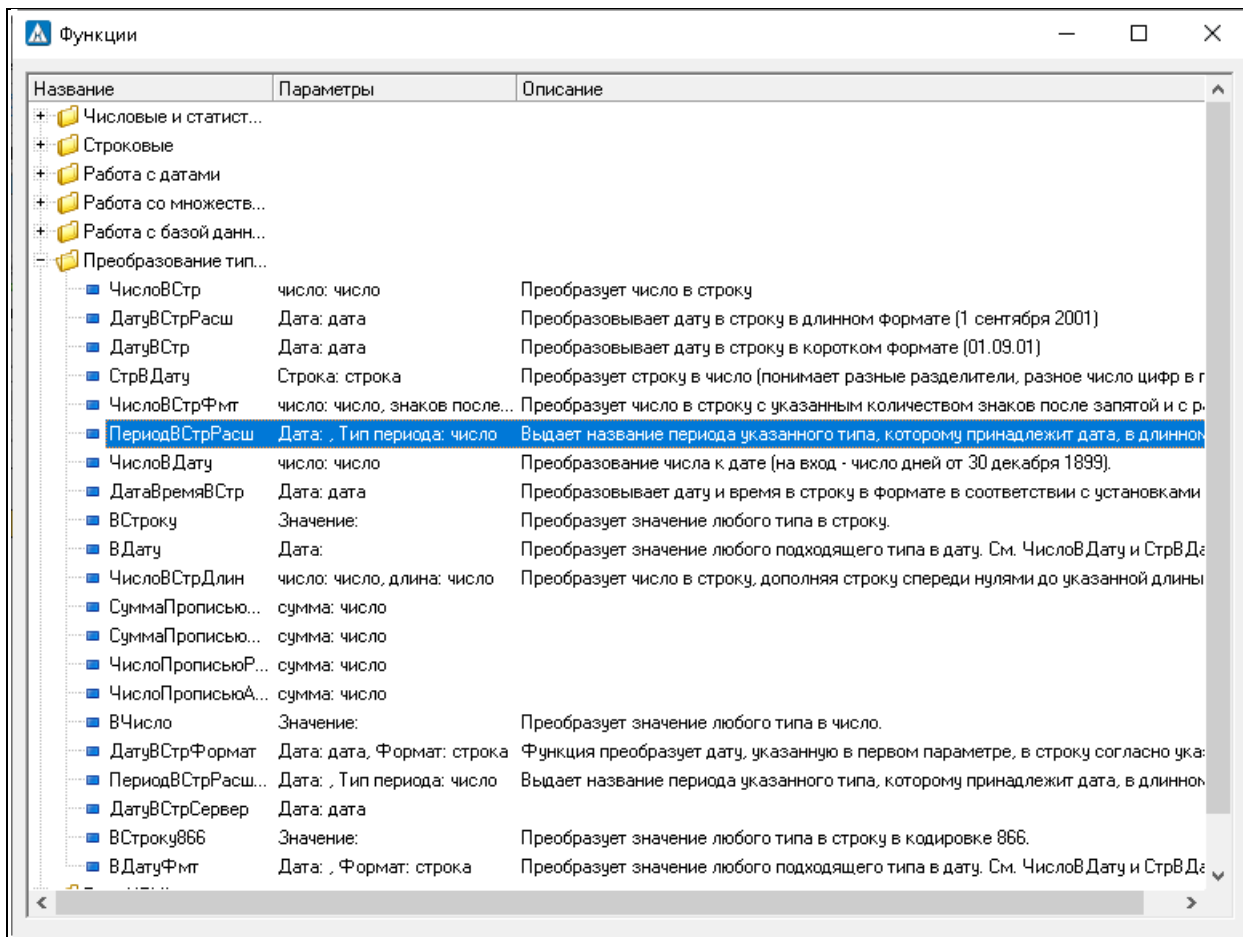 Функции
Название Параметры Описание
Числовые и статист...
Строковые
Работа с датами
Работа со множеств...
Работа с базой данн...
Преобразование тип...
ЧислоВСтр число: число Преобразует число в строку
ДатуВСтрРасш Дата: дата Преобразовывает дату в строку в длинном формате (1 сентября 2001)
ДатуВСтр Дата: дата Преобразовывает дату в строку в коротком формате (01.09.01)
СтрВДату Строка: строка Преобразует строку в число (понимает разные разделители, разное число цифр в г
ЧислоВСтрФмт число: число, знаков после... Преобразует число в строку с указанным количеством знаков после запятой и с р
ПериодВСтрРасш Дата: , Тип периода: число Выдает название периода указанного типа, которому принадлежит дата, в длинном
ЧислоВДату число: число Преобразование числа к дате (на вход - число дней от 30 декабря 1899).
ДатаВремяВСтр Дата: дата Преобразовывает дату и время в строку в формате в соответствии с установками
ВСтроку Значение: Преобразует значение любого типа в строку.
ВДату Дата: Преобразует значение любого подходящего типа в дату. См. ЧислоВДату и СтрВДа
ЧислоВСтрДлин число: число, длина: число Преобразует число в строку, дополняя строку спереди нулями до указанной длины
СуммаПрописью... сумма: число
СуммаПрописью... сумма: число
ЧислоПрописьюР... сумма: число
ЧислоПрописьюА... сумма: число
ВЧисло Значение: Преобразует значение любого типа в число.
ДатуВСтрФормат Дата: дата, Формат: строка Функция преобразует дату, указанную в первом параметре, в строку согласно ука
ПериодВСтрРасш... Дата: , Тип периода: число Выдает название периода указанного типа, которому принадлежит дата, в длинном
ДатуВСтрСервер Дата: дата
ВСтроку866 Значение: Преобразует значение любого типа в строку в кодировке 866.
ВДатуФмт Дата: , Формат: строка Преобразует значение любого подходящего типа в дату. См. ЧислоВДату и СтрВДа